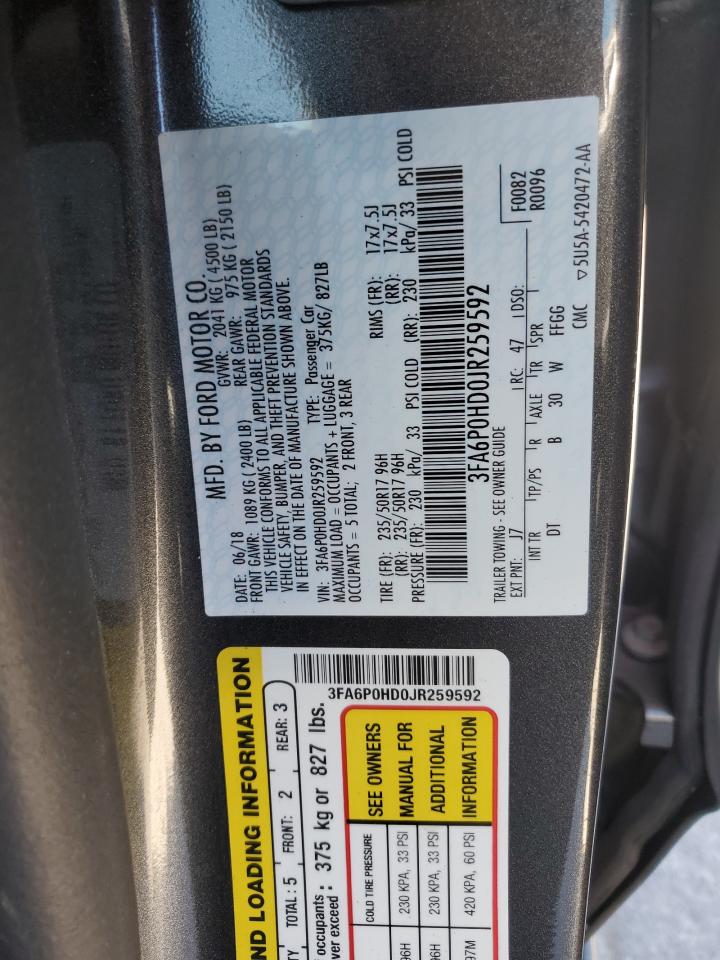 MFD. BY FORD MOTOR CO.
DATE: 06/18 GVWR: 2041 KG ( 4500 LB)
FRONT GAWR: 1089 KG ( 2400 LB) REAR GAWR: 975 KG ( 2150 LB)
THIS VEHICLE CONFORMS TO ALL APPLICABLE FEDERAL MOTOR
VEHICLE SAFETY, BUMPER, AND THEFT PREVENTION STANDARDS
IN EFFECT ON THE DATE OF MANUFACTURE SHOWN ABOVE.
VIN: 3FA6P0HD0JR259592 TYPE: Passenger Car
MAXIMUM LOAD = OCCUPANTS + LUGGAGE = 375KG/ 827LB
OCCUPANTS = 5 TOTAL; 2 FRONT, 3 REAR
TIRE (FR): 235/50R17 96H RIMS (FR): 17x7.5J
(RR): 235/50R17 96H (RR): 17x7.5J
PRESSURE (FR): 230 kPa/ 33 PSI COLD (RR): 230 kPa/ 33 PSI COLD
3FA6P0HD0JR259592
TRAILER TOWING - SEE OWNER GUIDE
F0082
R0096
EXT PNT: J7 RC: 47 DSO:
INT TR TP/PS R AXLE TR SPR
DT B 30 W FFGG
CMC ▽5U5A-5420472-AA
ND LOADING INFORMATION
3FA6P0HD0JR259592
TY TOTAL : 5 FRONT: 2 REAR: 3
occupants
ver exceed : 375 kg or 827 lbs.
COLD TIRE PRESSURE
96H 230 KPA, 33 PSI
96H 230 KPA, 33 PSI
97M 420 KPA, 60 PSI
SEE OWNERS
MANUAL FOR
ADDITIONAL
INFORMATION